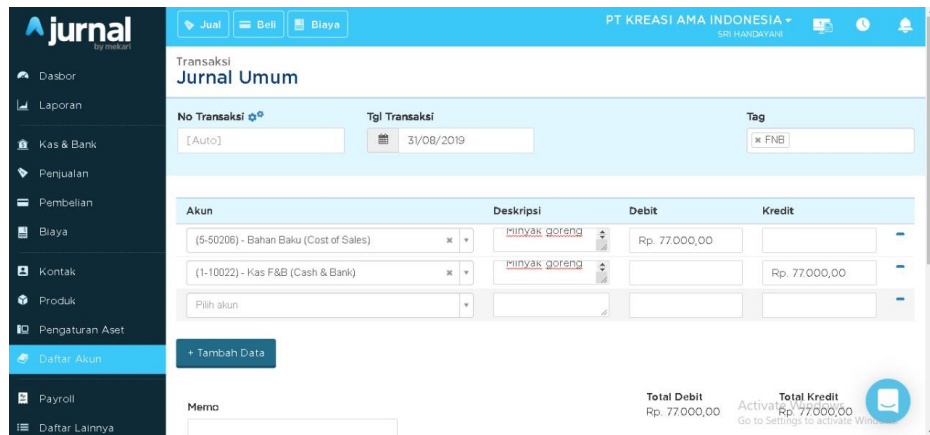 jurnal
by mekari
Jual
Beli
Biaya
PT KREASI AMA INDONESIA
SRI HANDAYANI
Dasbor
Laporan
Kas & Bank
Penjualan
Pembelian
Biaya
Kontak
Produk
Pengaturan Aset
Daftar Akun
Payroll
Daftar Lainnya
Transaksi
Jurnal Umum
No Transaksi
Tgl Transaksi
Tag
[Auto]
31/08/2019
× FNB
Akun Deskripsi Debit Kredit
(5-50206) - Bahan Baku (Cost of Sales) × Minyak goreng Rp. 77.000,00
(1-10022) - Kas F&B (Cash & Bank) × Minyak goreng Rp. 77.000,00
Pilih akun
+ Tambah Data
Memo
Total Debit
Rp. 77.000,00
Total Kredit
Rp. 77.000,00
Activate Windows
Go to Settings to activate Windows